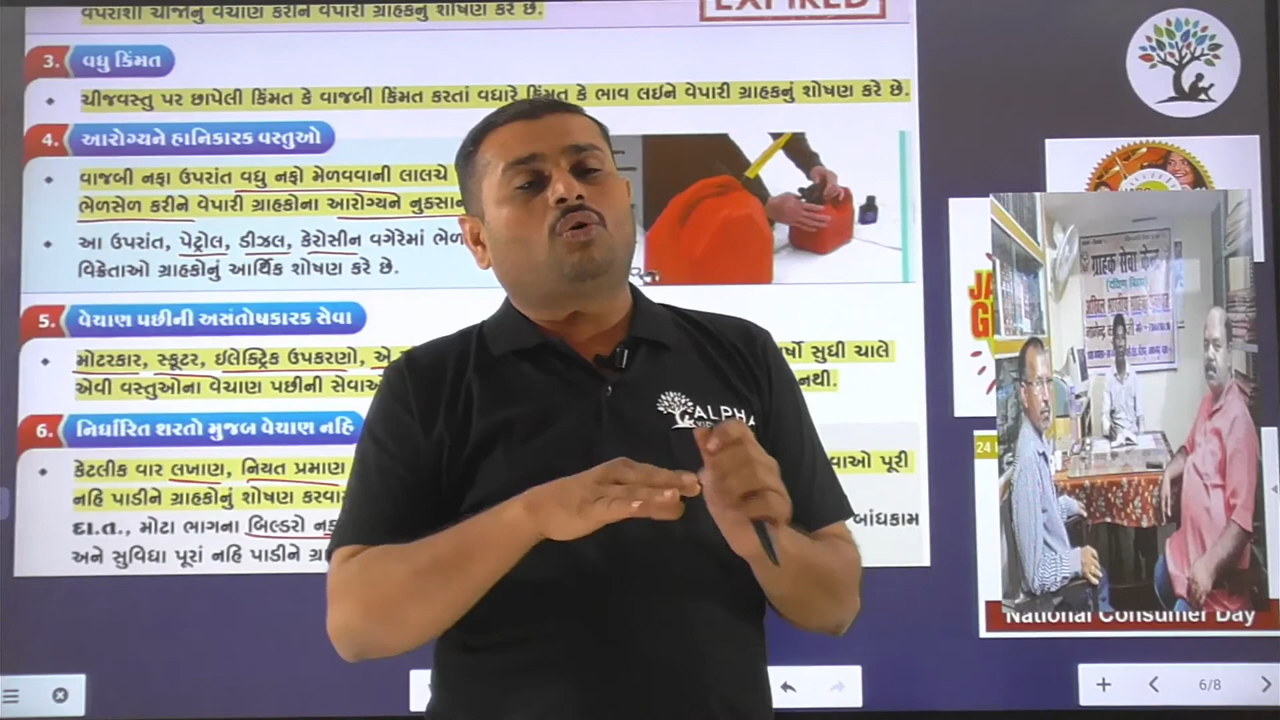 વપરાશી ચીજોનું વેચાણ કરીને વેપારી ગ્રાહકનું શોષણ કરે છે.
EXPIRED
3. વધુ કિંમત
ચીજવસ્તુ પર છાપેલી કિંમત કે વાજબી કિંમત કરતાં વધારે કિંમત કે ભાવ લઈને વેપારી ગ્રાહકનું શોષણ કરે છે.
4. આરોગ્યને હાનિકારક વસ્તુઓ
વાજબી નફા ઉપરાંત વધુ નફો મેળવવાની લાલચે
ભેળસેળ કરીને વેપારી ગ્રાહકોના આરોગ્યને નુકસાન
આ ઉપરાંત, પેટ્રોલ, ડીઝલ, કેરોસીન વગેરેમાં ભેળ
વિક્રેતાઓ ગ્રાહકોનું આર્થિક શોષણ કરે છે.
5. વેચાણ પછીની અસંતોષકારક સેવા
મોટરકાર, સ્કૂટર, ઇલેક્ટ્રિક ઉપકરણો, એ ર્ષો સુધી ચાલે
એવી વસ્તુઓના વેચાણ પછીની સેવાઓ નથી.
6. નિર્ધારિત શરતો મુજબ વેચાણ નહિ
કેટલીક વાર લખાણ, નિયત પ્રમાણ વાઓ પૂરી
નહિ પાડીને ગ્રાહકોનું શોષણ કરવા
દા.ત., મોટા ભાગના બિલ્ડરો નક બાંધકામ
અને સુવિધા પૂરાં નહિ પાડીને ગ્રા
ALPHA
JA
G
ग्राहक सेवा केन्द्र
(दक्षिण बिहार)
24
National Consumer Day
6/8